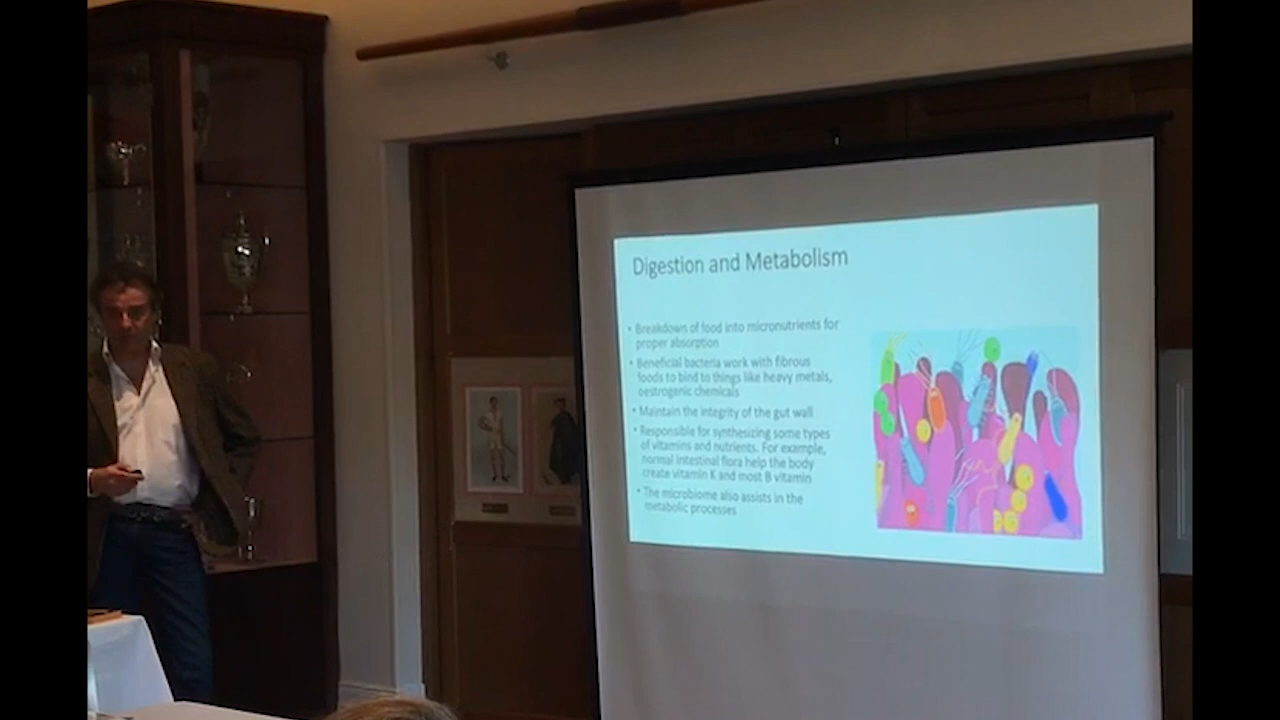 Digestion and Metabolism
• Breakdown of food into micronutrients for
proper absorption
• Beneficial bacteria work with fibrous
foods to bind to things like heavy metals,
oestrogenic chemicals
• Maintain the integrity of the gut wall
• Responsible for synthesizing some types
of vitamins and nutrients. For example,
normal intestinal flora help the body
create vitamin K and most B vitamin
• The microbiome also assists in the
metabolic processes